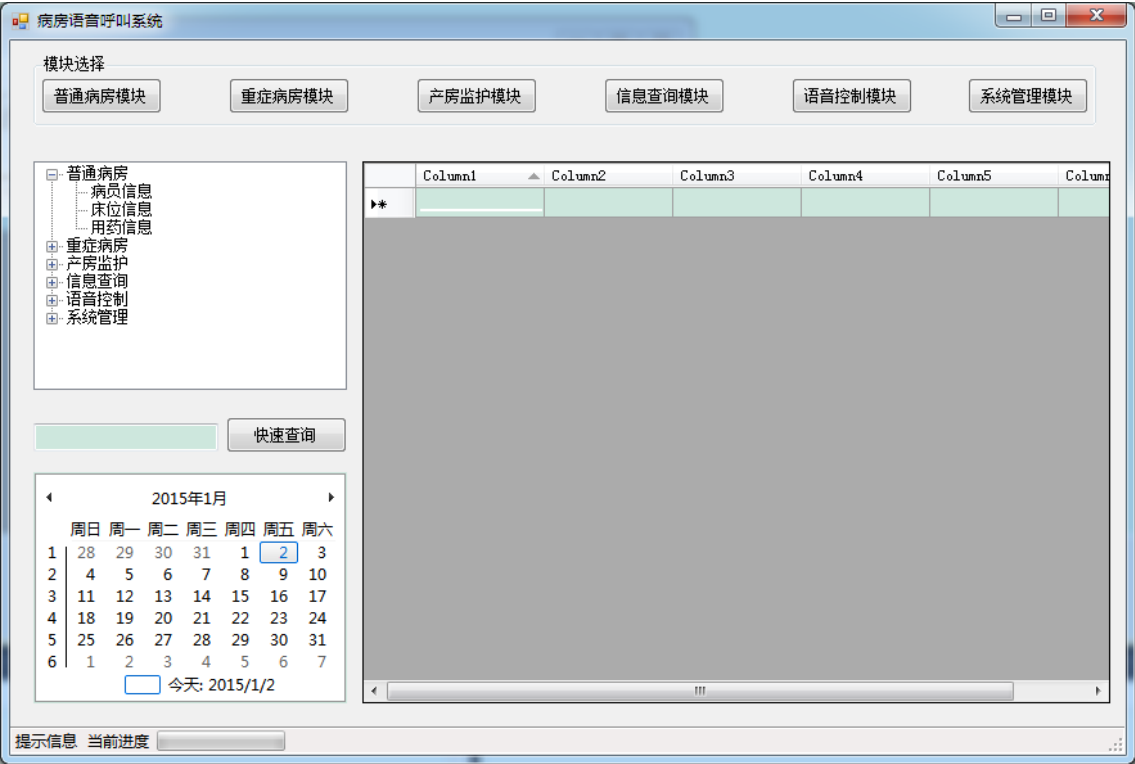 病房语音呼叫系统
模块选择
普通病房模块 重症病房模块 产房监护模块 信息查询模块 语音控制模块 系统管理模块
普通病房
病员信息
床位信息
用药信息
重症病房
产房监护
信息查询
语音控制
系统管理
Column1 Column2 Column3 Column4 Column5 Column
快速查询
2015年1月
周日 周一 周二 周三 周四 周五 周六
1 28 29 30 31 1 2 3
2 4 5 6 7 8 9 10
3 11 12 13 14 15 16 17
4 18 19 20 21 22 23 24
5 25 26 27 28 29 30 31
6 1 2 3 4 5 6 7
今天: 2015/1/2
提示信息 当前进度